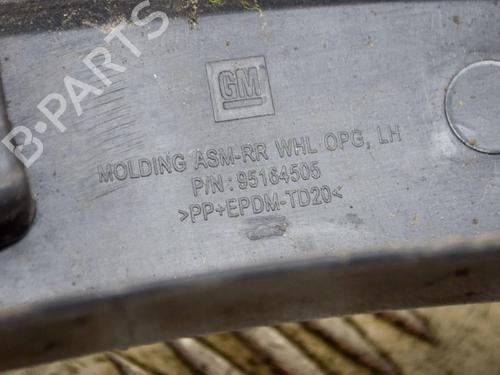 GM
MOLDING ASM-RR WHL OPG, LH
P/N : 95164505
>PP+EPDM-TD20<
B-PARTS